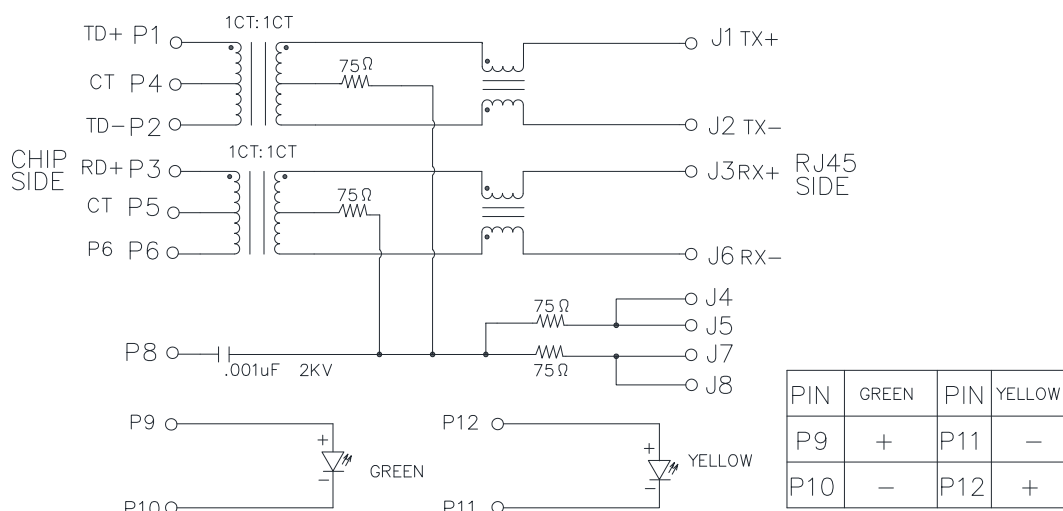 1CT:1CT
TD+ P1
J1 TX+
75Ω
CT P4
TD- P2
J2 TX-
CHIP SIDE
1CT:1CT
RD+ P3
J3 RX+
RJ45 SIDE
75Ω
CT P5
P6 P6
J6 RX-
J4
75Ω
J5
P8
J7
.001uF 2KV
75Ω
J8
PIN GREEN PIN YELLOW
P9 + P11 -
P10 - P12 +
P9
+
GREEN
-
P10
P12
+
YELLOW
-
P11